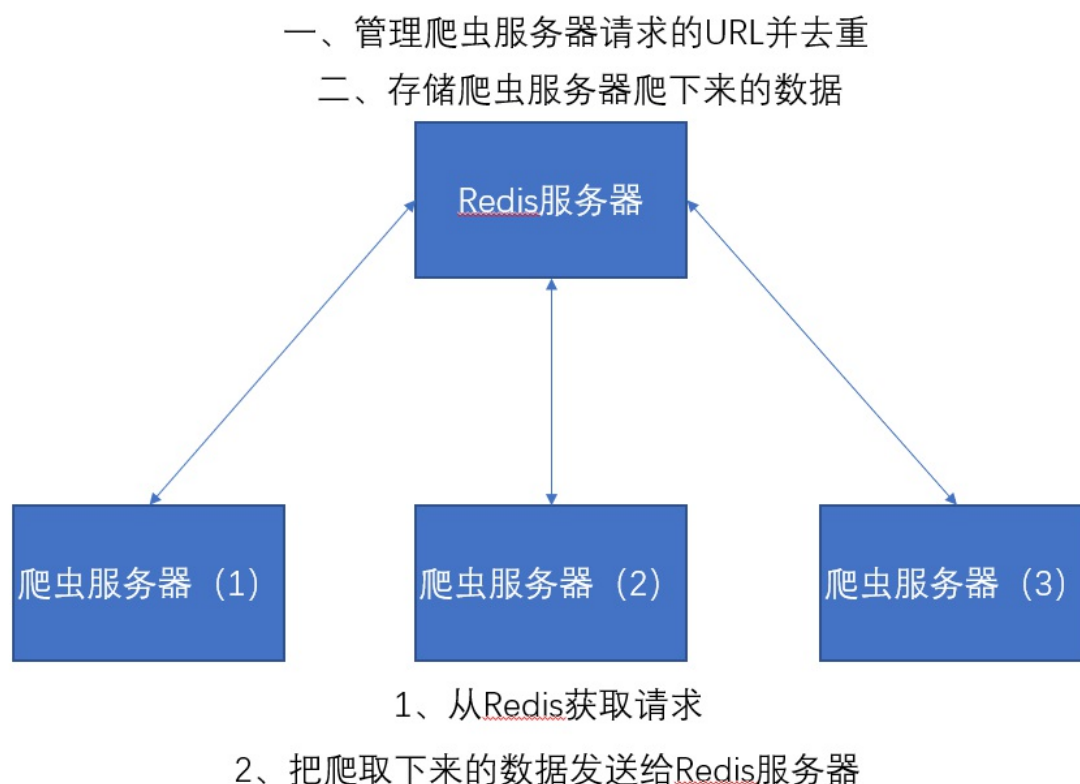 一、管理爬虫服务器请求的URL并去重
二、存储爬虫服务器爬下来的数据
Redis服务器
爬虫服务器（1）
爬虫服务器（2）
爬虫服务器（3）
1、从Redis获取请求
2、把爬取下来的数据发送给Redis服务器